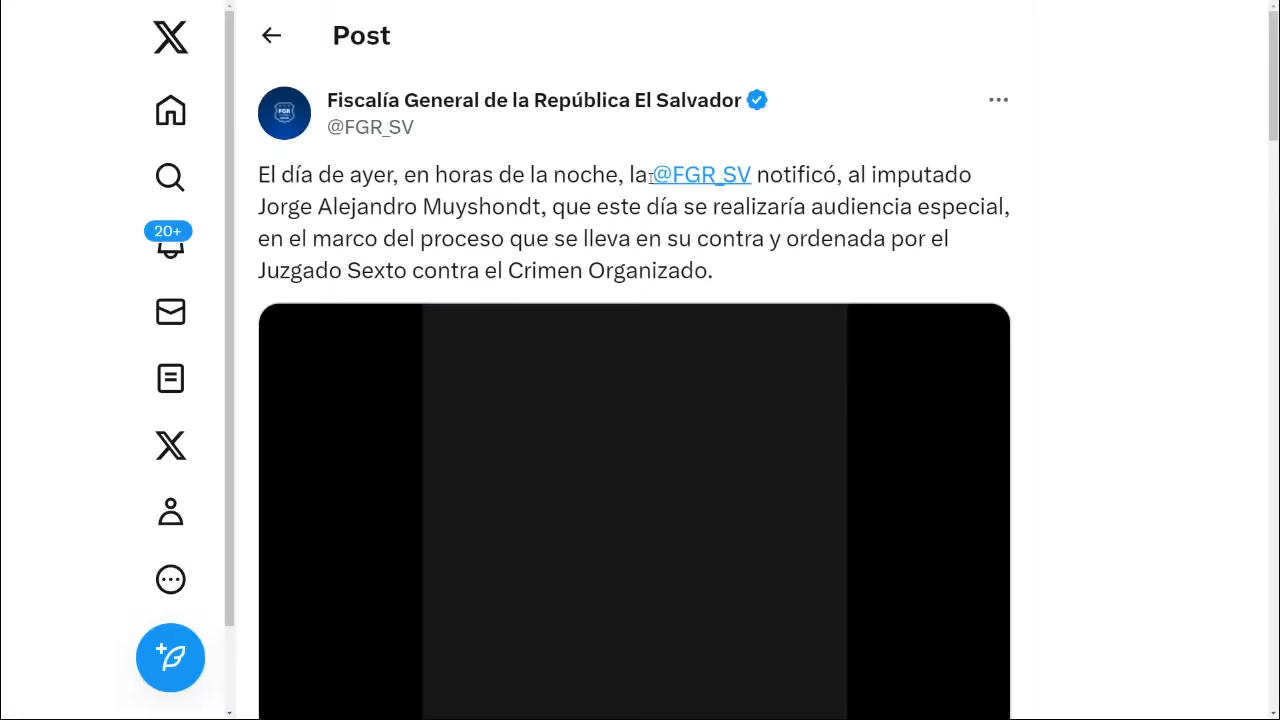 Post
Fiscalía General de la República El Salvador
@FGR_SV
El día de ayer, en horas de la noche, la @FGR_SV notificó, al imputado
Jorge Alejandro Muyshondt, que este día se realizaría audiencia especial,
en el marco del proceso que se lleva en su contra y ordenada por el
Juzgado Sexto contra el Crimen Organizado.
20+
FGR